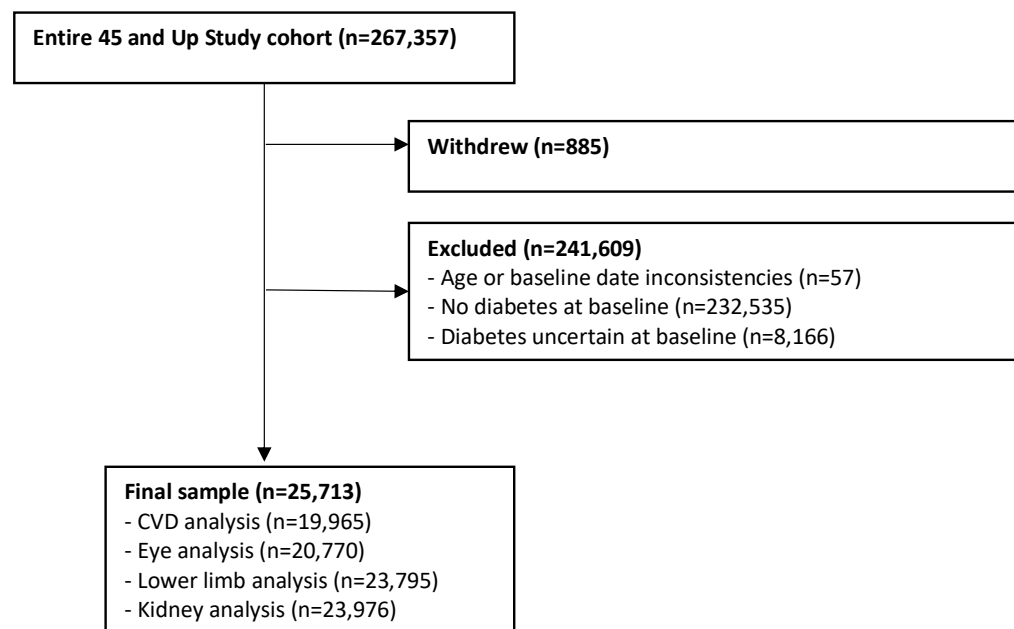 Entire 45 and Up Study cohort (n=267,357)
Withdrew (n=885)
Excluded (n=241,609)
- Age or baseline date inconsistencies (n=57)
- No diabetes at baseline (n=232,535)
- Diabetes uncertain at baseline (n=8,166)
Final sample (n=25,713)
- CVD analysis (n=19,965)
- Eye analysis (n=20,770)
- Lower limb analysis (n=23,795)
- Kidney analysis (n=23,976)